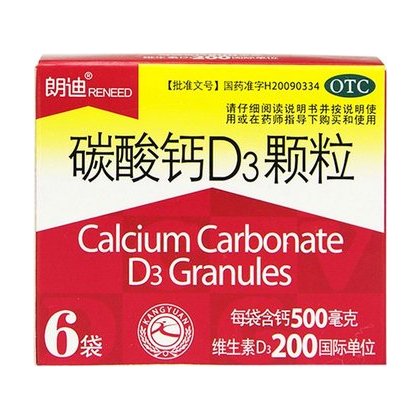 朗迪®
RENEED
【批准文号】国药准字H20090334
OTC
请仔细阅读说明书并按说明使
用或在药师指导下购买和使用
碳酸钙D3颗粒
Calcium Carbonate
D3 Granules
6袋
KANGYUAN
每袋含钙500毫克
维生素D3200国际单位